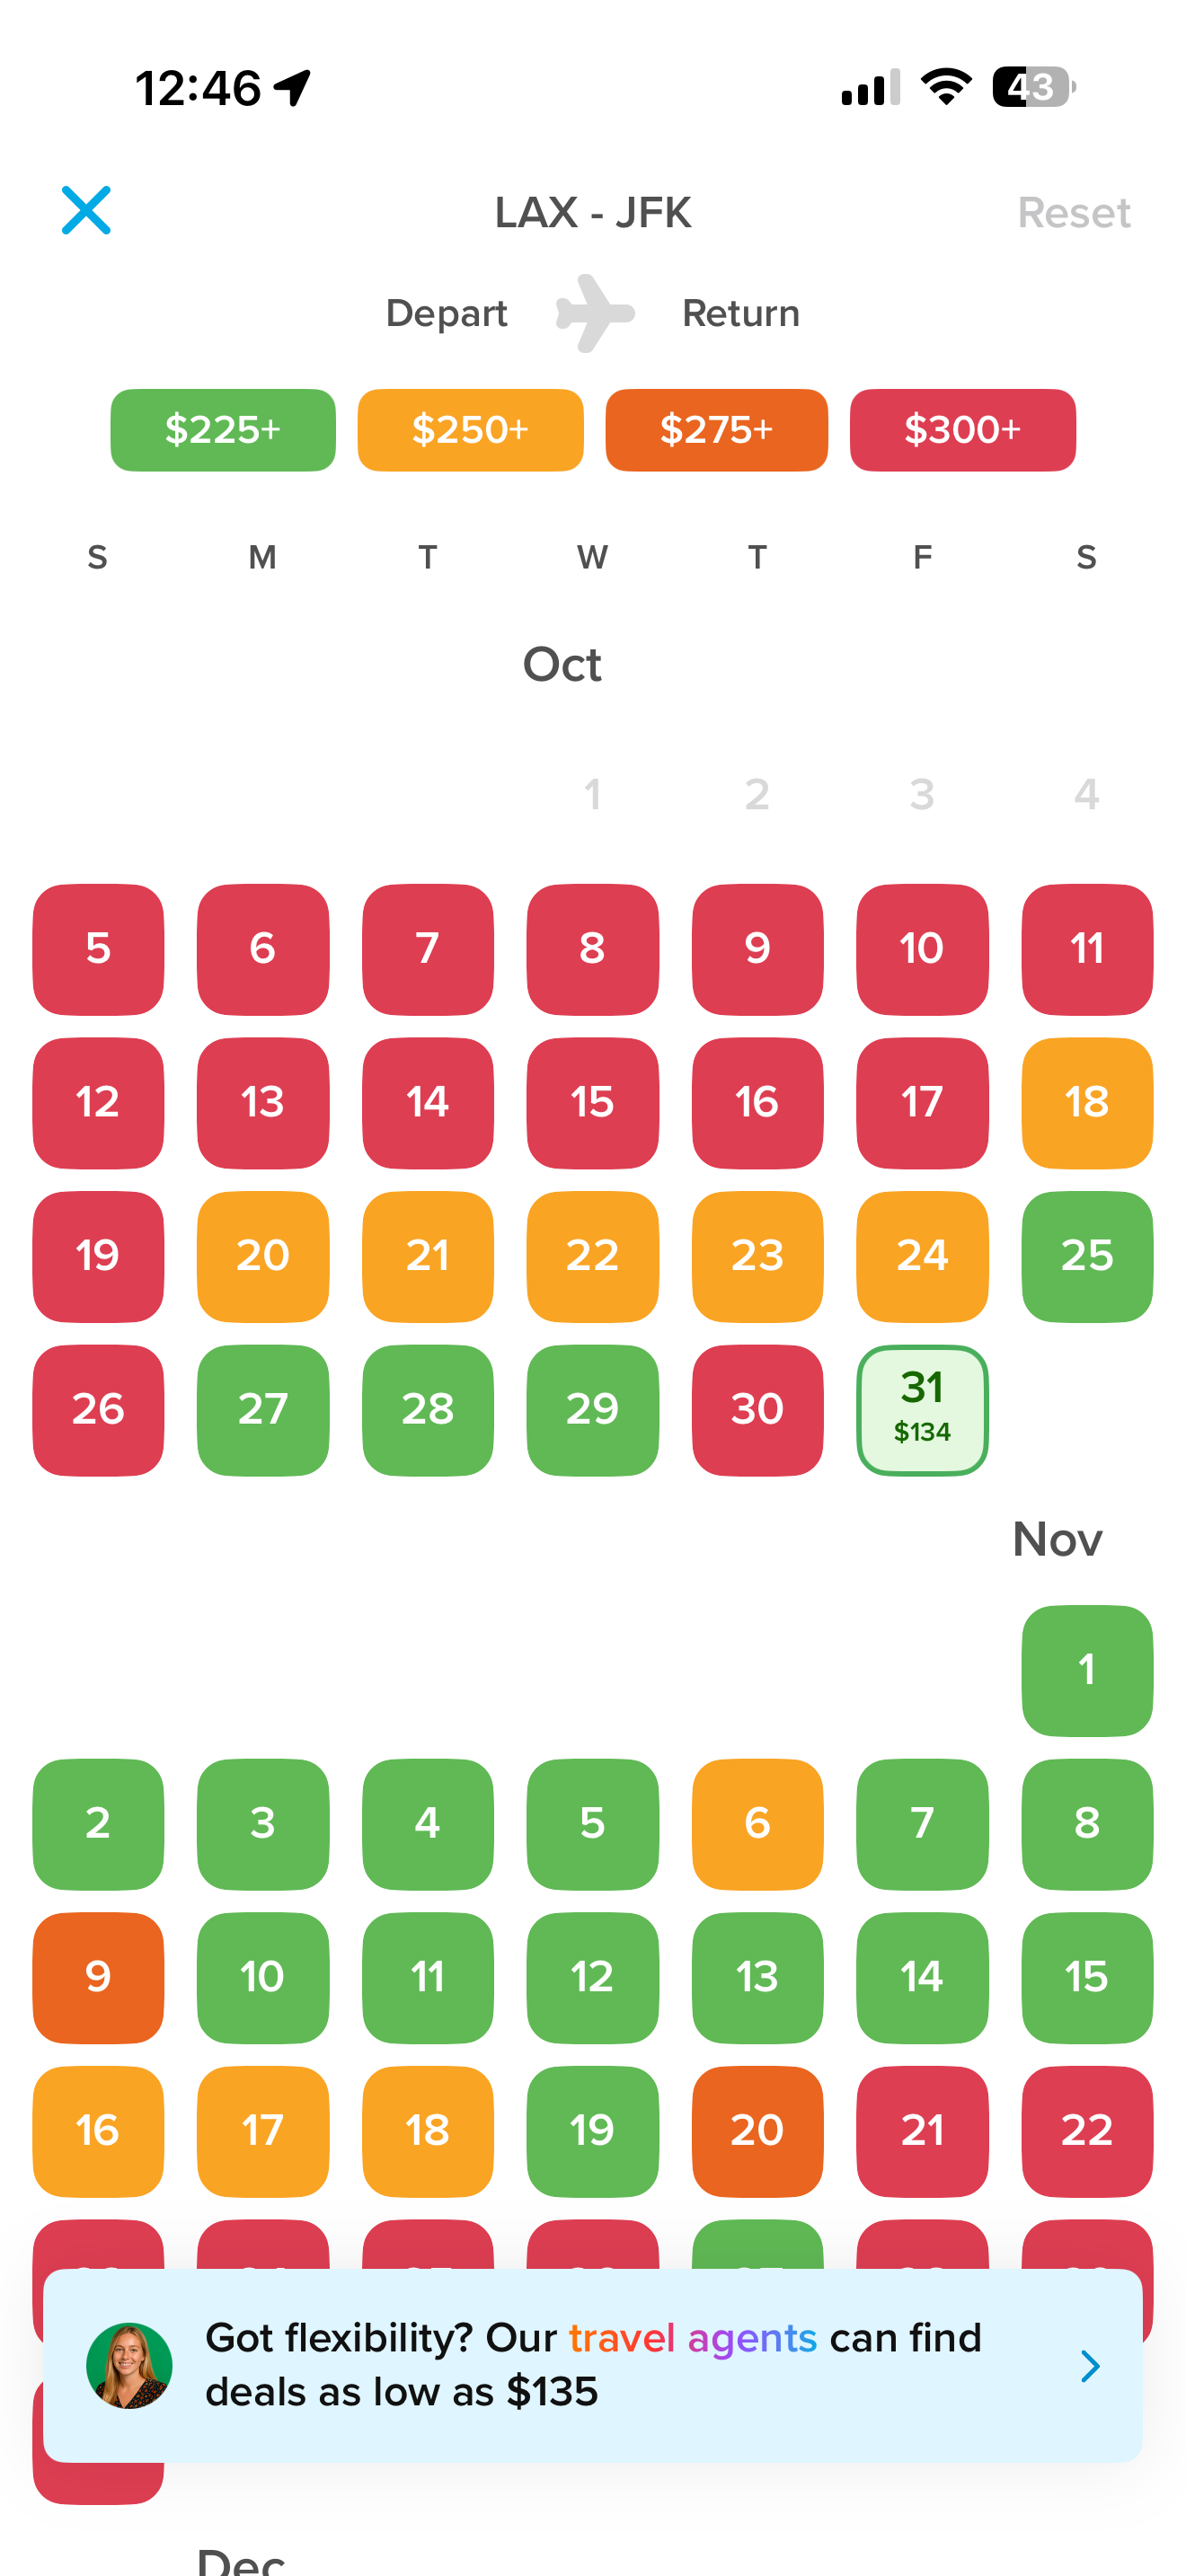 12:46 43
LAX - JFK Reset
Depart Return
$225+ $250+ $275+ $300+
S M T W T F S
Oct
1 2 3 4
5 6 7 8 9 10 11
12 13 14 15 16 17 18
19 20 21 22 23 24 25
26 27 28 29 30 31
$134
Nov
1
2 3 4 5 6 7 8
9 10 11 12 13 14 15
16 17 18 19 20 21 22
Got flexibility? Our travel agents can find
deals as low as $135
Dec